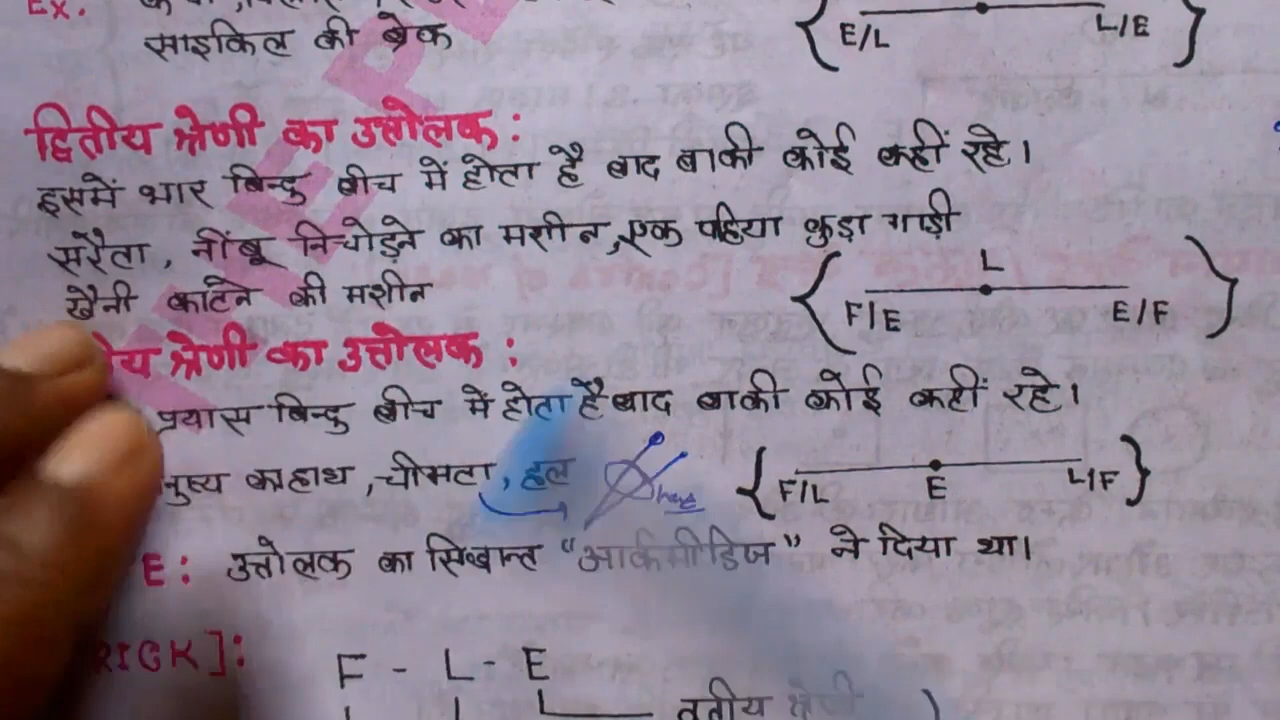 Ex.
साइकिल की ब्रेक
E/L L/E
द्वितीय श्रेणी का उत्तोलक :
इसमें भार बिन्दु बीच में होता है बाद बाकी कोई कहीं रहे।
सरौता, नींबू निचोड़ने का मशीन, एक पहिया कुड़ा गाड़ी
खैनी काटने की मशीन
L
F/E E/F
य श्रेणी का उत्तोलक :
प्रयास बिन्दु बीच में होता है बाद बाकी कोई कहीं रहे।
नुष्य का हाथ, चीमटा, हल
F/L E L/F
E: उत्तोलक का सिद्धान्त "आर्कमीडिज" ने दिया था।
RICK]:
F - L - E
तृतीय श्रेणी